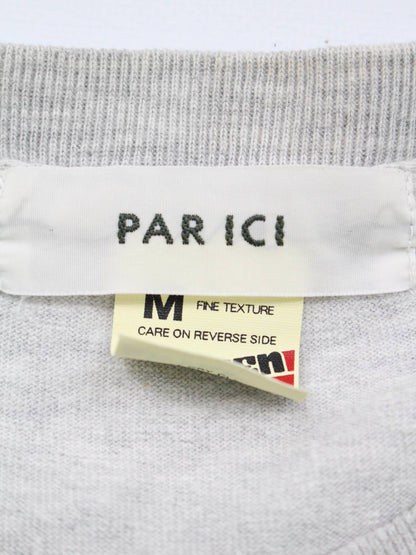 PAR ICI
M FINE TEXTURE
CARE ON REVERSE SIDE